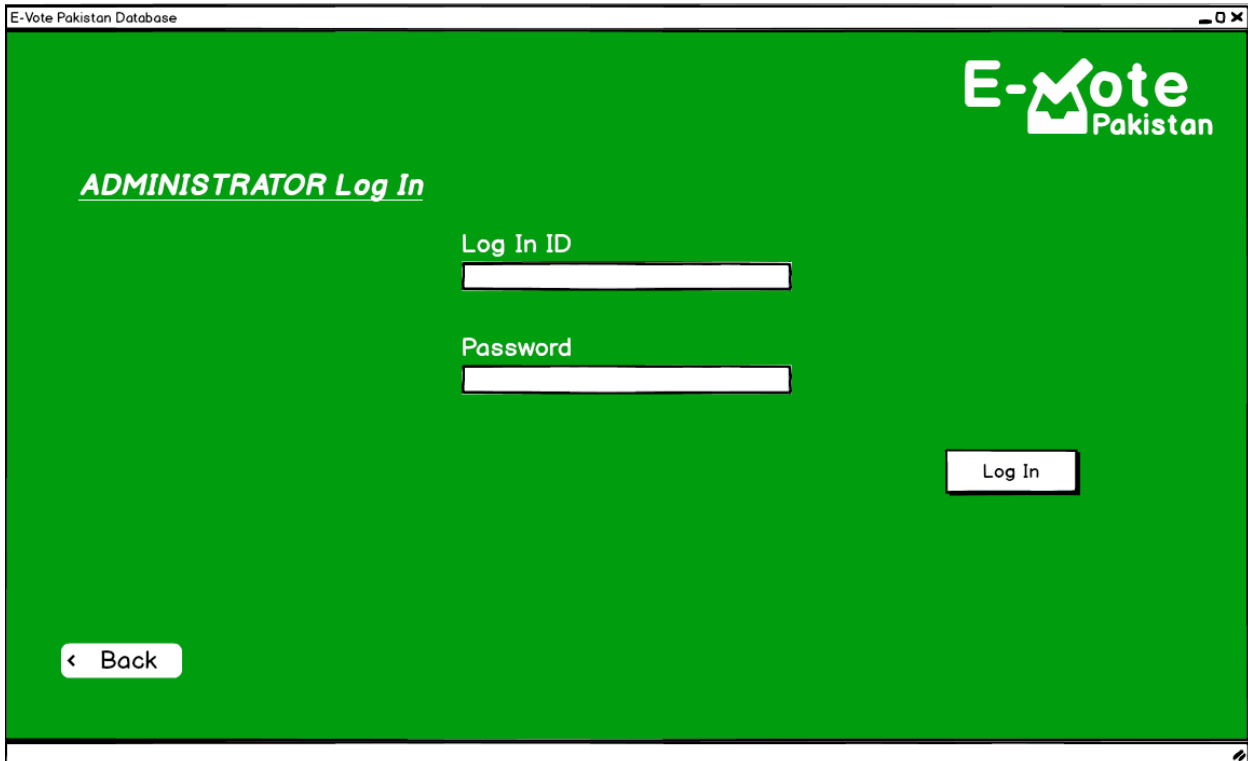 E-Vote Pakistan Database
E-Vote
Pakistan
ADMINISTRATOR Log In
Log In ID
Password
Log In
< Back